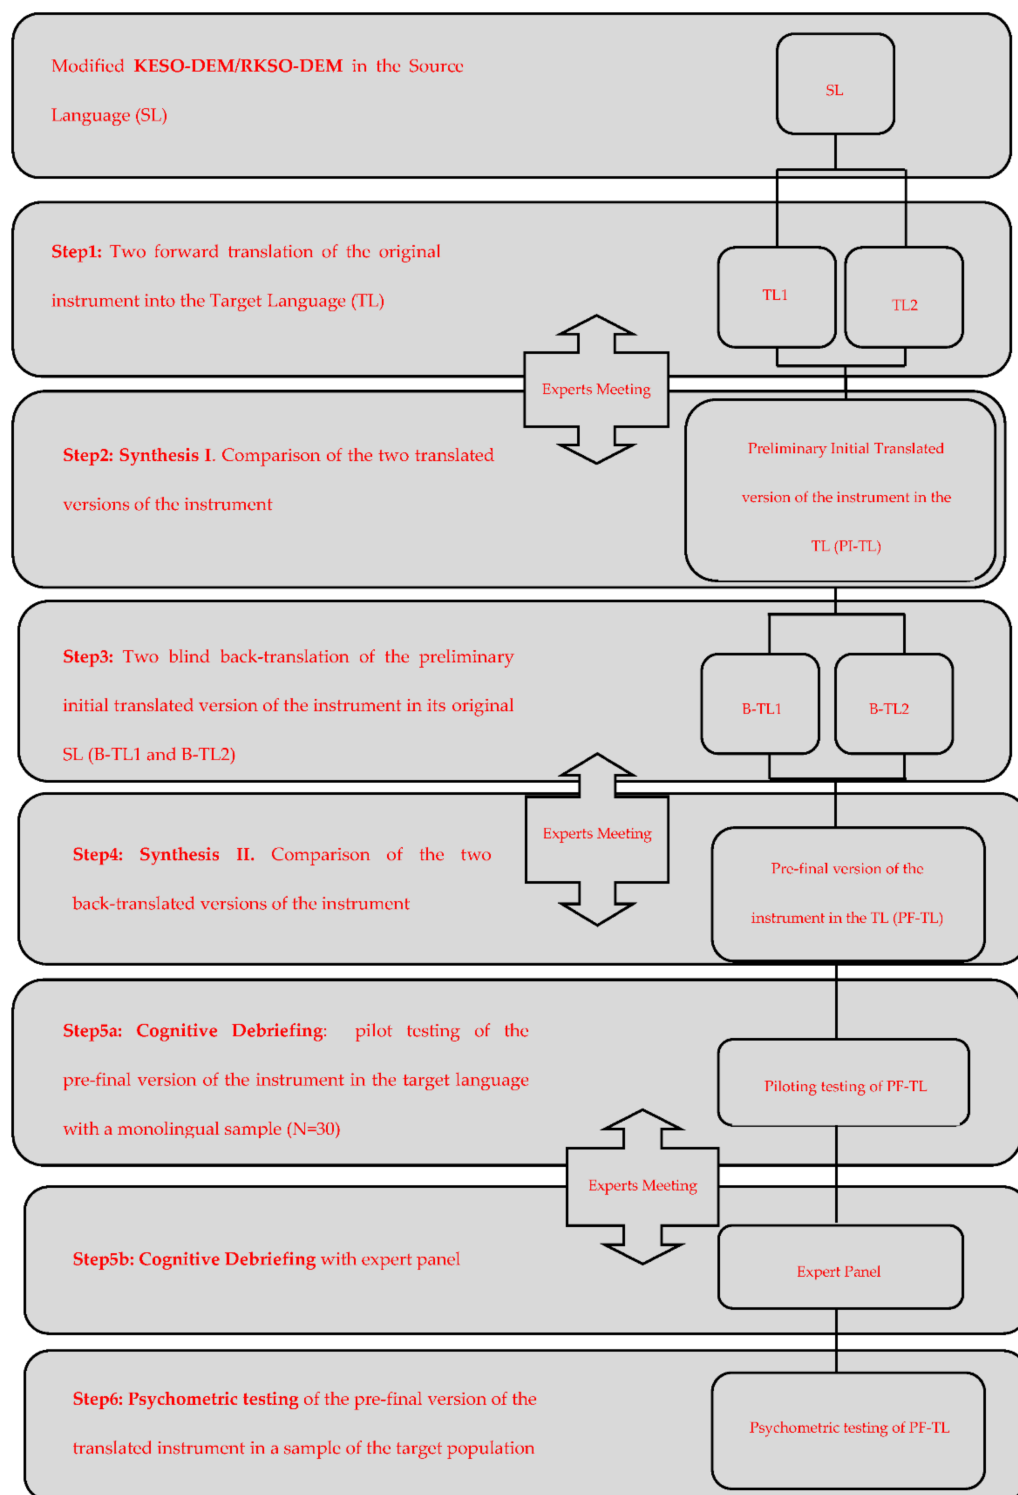 Modified KESO-DEM/RKSO-DEM in the Source
Language (SL)
SL
Step1: Two forward translation of the original
instrument into the Target Language (TL)
TL1
TL2
Experts Meeting
Step2: Synthesis I. Comparison of the two translated
versions of the instrument
Preliminary Initial Translated
version of the instrument in the
TL (PI-TL)
Step3: Two blind back-translation of the preliminary
initial translated version of the instrument in its original
SL (B-TL1 and B-TL2)
B-TL1
B-TL2
Experts Meeting
Step4: Synthesis II. Comparison of the two
back-translated versions of the instrument
Pre-final version of the
instrument in the TL (PF-TL)
Step5a: Cognitive Debriefing: pilot testing of the
pre-final version of the instrument in the target language
with a monolingual sample (N=30)
Piloting testing of PF-TL
Experts Meeting
Step5b: Cognitive Debriefing with expert panel
Expert Panel
Step6: Psychometric testing of the pre-final version of the
translated instrument in a sample of the target population
Psychometric testing of PF-TL